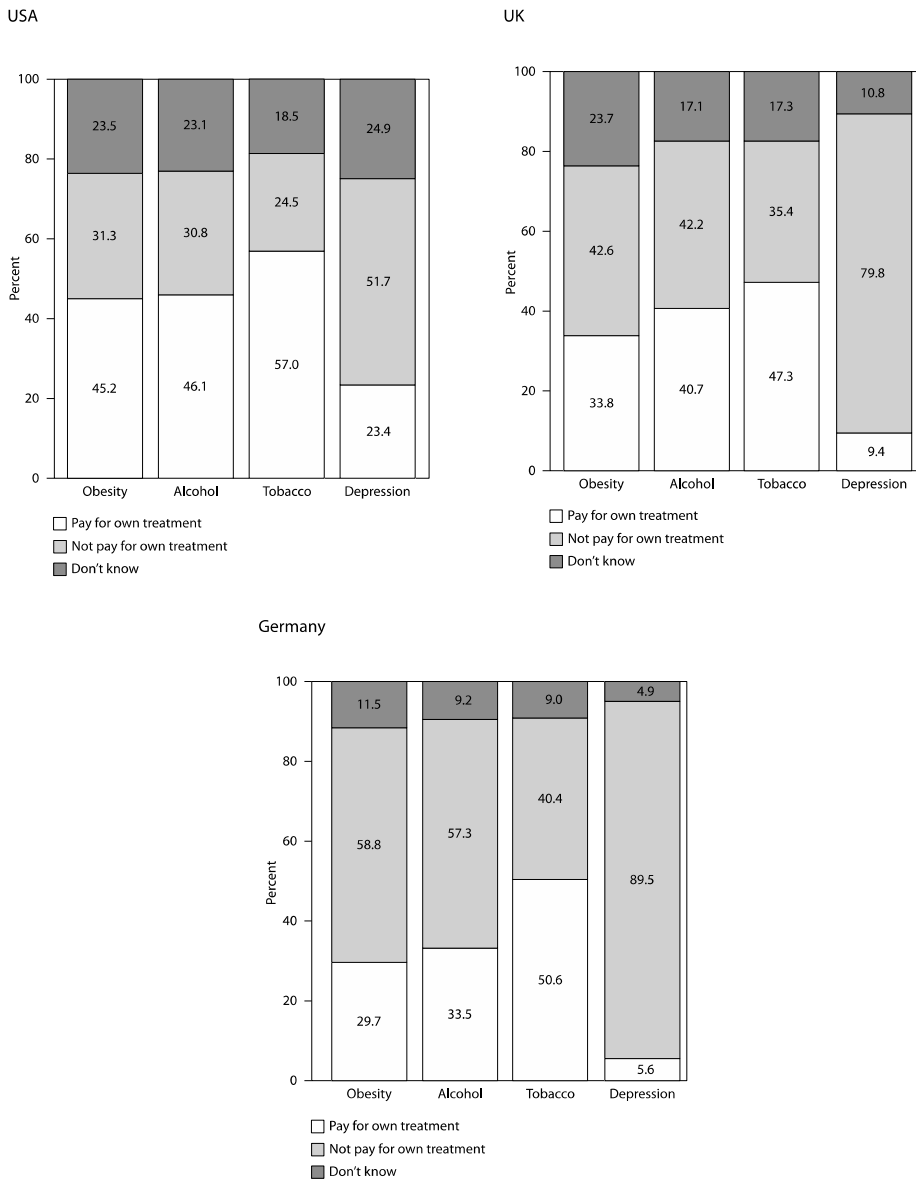 USA
100
80
60
40
20
0
Percent
23.5 23.1 18.5 24.9
31.3 30.8 24.5 51.7
45.2 46.1 57.0 23.4
Obesity Alcohol Tobacco Depression
Pay for own treatment
Not pay for own treatment
Don't know
UK
100
80
60
40
20
0
Percent
23.7 17.1 17.3 10.8
42.6 42.2 35.4 79.8
33.8 40.7 47.3 9.4
Obesity Alcohol Tobacco Depression
Pay for own treatment
Not pay for own treatment
Don't know
Germany
100
80
60
40
20
0
Percent
11.5 9.2 9.0 4.9
58.8 57.3 40.4 89.5
29.7 33.5 50.6 5.6
Obesity Alcohol Tobacco Depression
Pay for own treatment
Not pay for own treatment
Don't know